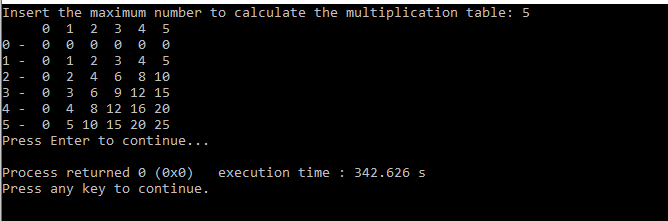 Insert the maximum number to calculate the multiplication table: 5
      0  1  2  3  4  5
0 -   0  0  0  0  0  0
1 -   0  1  2  3  4  5
2 -   0  2  4  6  8 10
3 -   0  3  6  9 12 15
4 -   0  4  8 12 16 20
5 -   0  5 10 15 20 25
Press Enter to continue...
Process returned 0 (0x0)   execution time : 342.626 s
Press any key to continue.